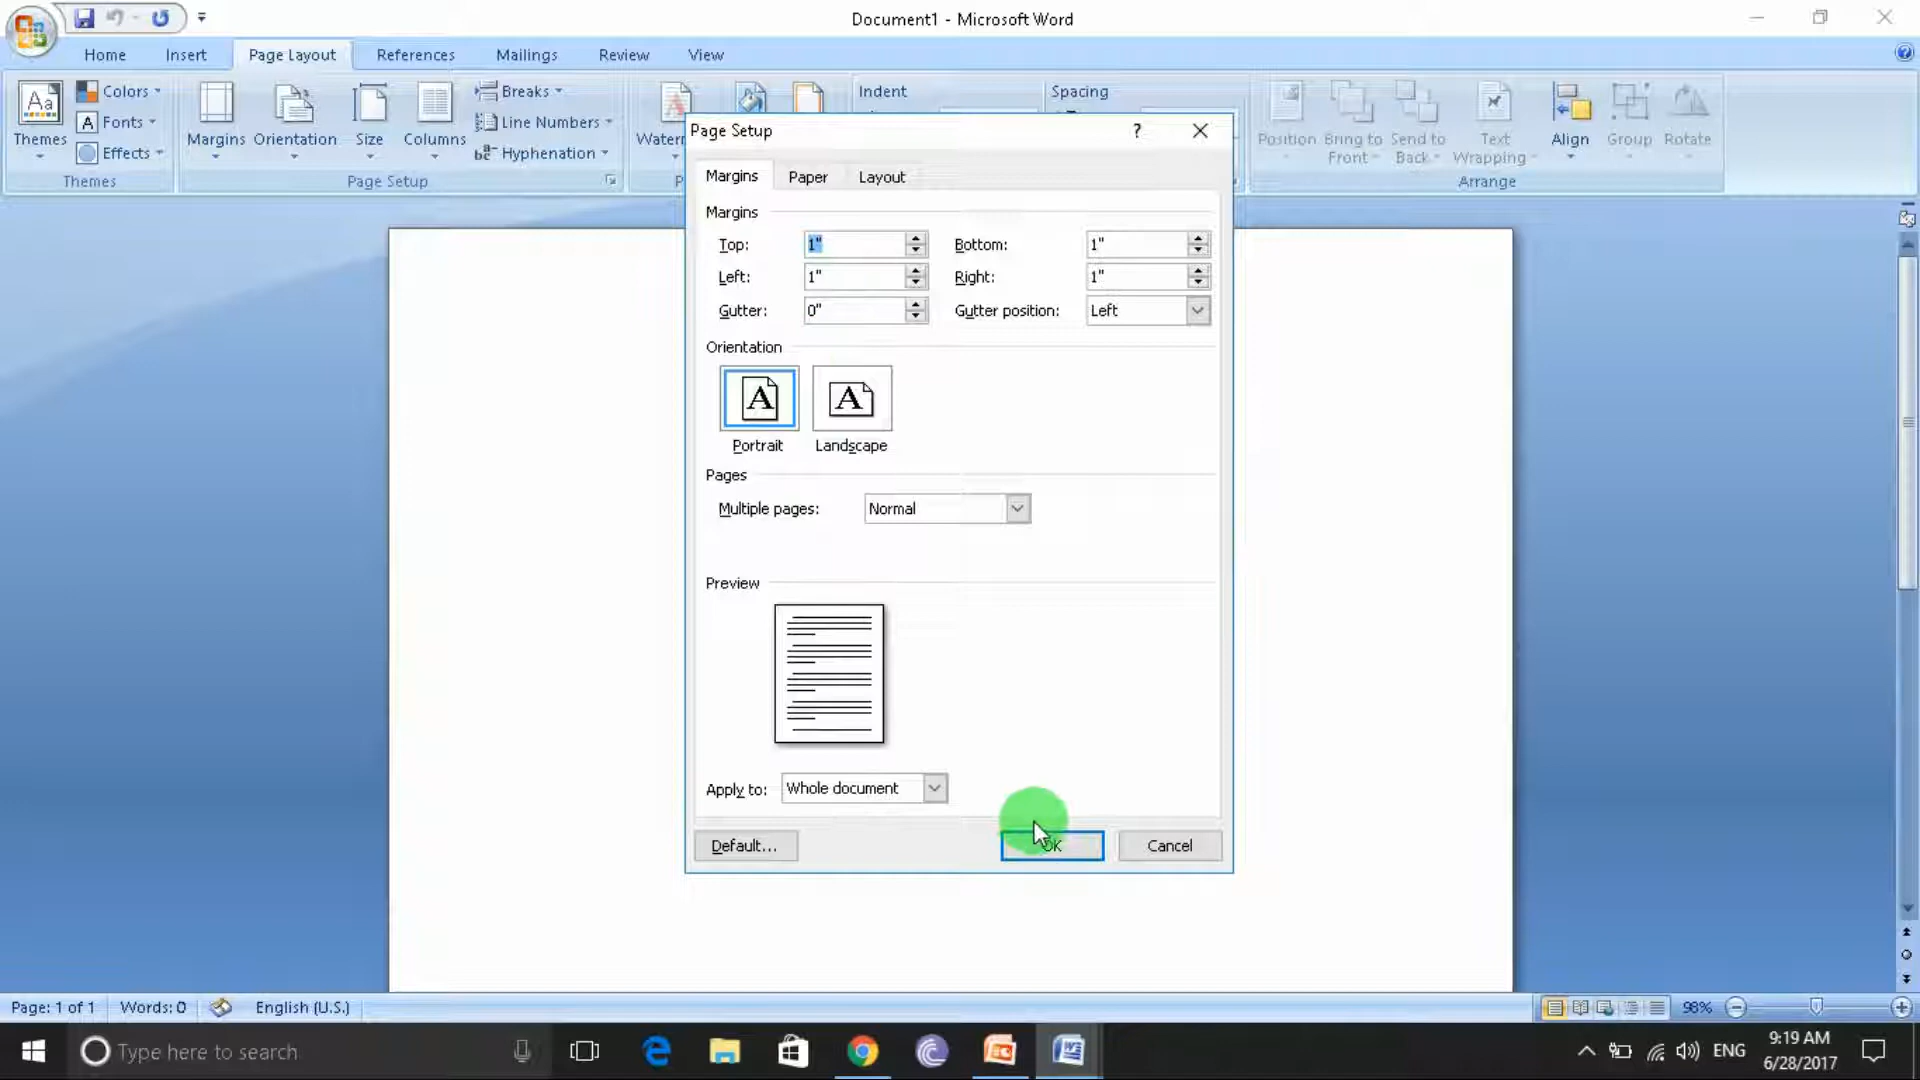 Document1 - Microsoft Word
Home Insert Page Layout References Mailings Review View
Aa Themes
Colors
A Fonts
Effects
Themes
Margins Orientation Size Columns
Breaks
Line Numbers
Hyphenation
Page Setup
Indent
Spacing
Position
Bring to Front
Send to Back
Text Wrapping
Align
Group
Rotate
Arrange
Page Setup ?
Margins Paper Layout
Margins
Top: 1" Bottom: 1"
Left: 1" Right: 1"
Gutter: 0" Gutter position: Left
Orientation
A A
Portrait Landscape
Pages
Multiple pages: Normal
Preview
Apply to: Whole document
Default... OK Cancel
Page: 1 of 1 Words: 0 English (U.S.) 98%
Type here to search
ENG
9:19 AM
6/28/2017